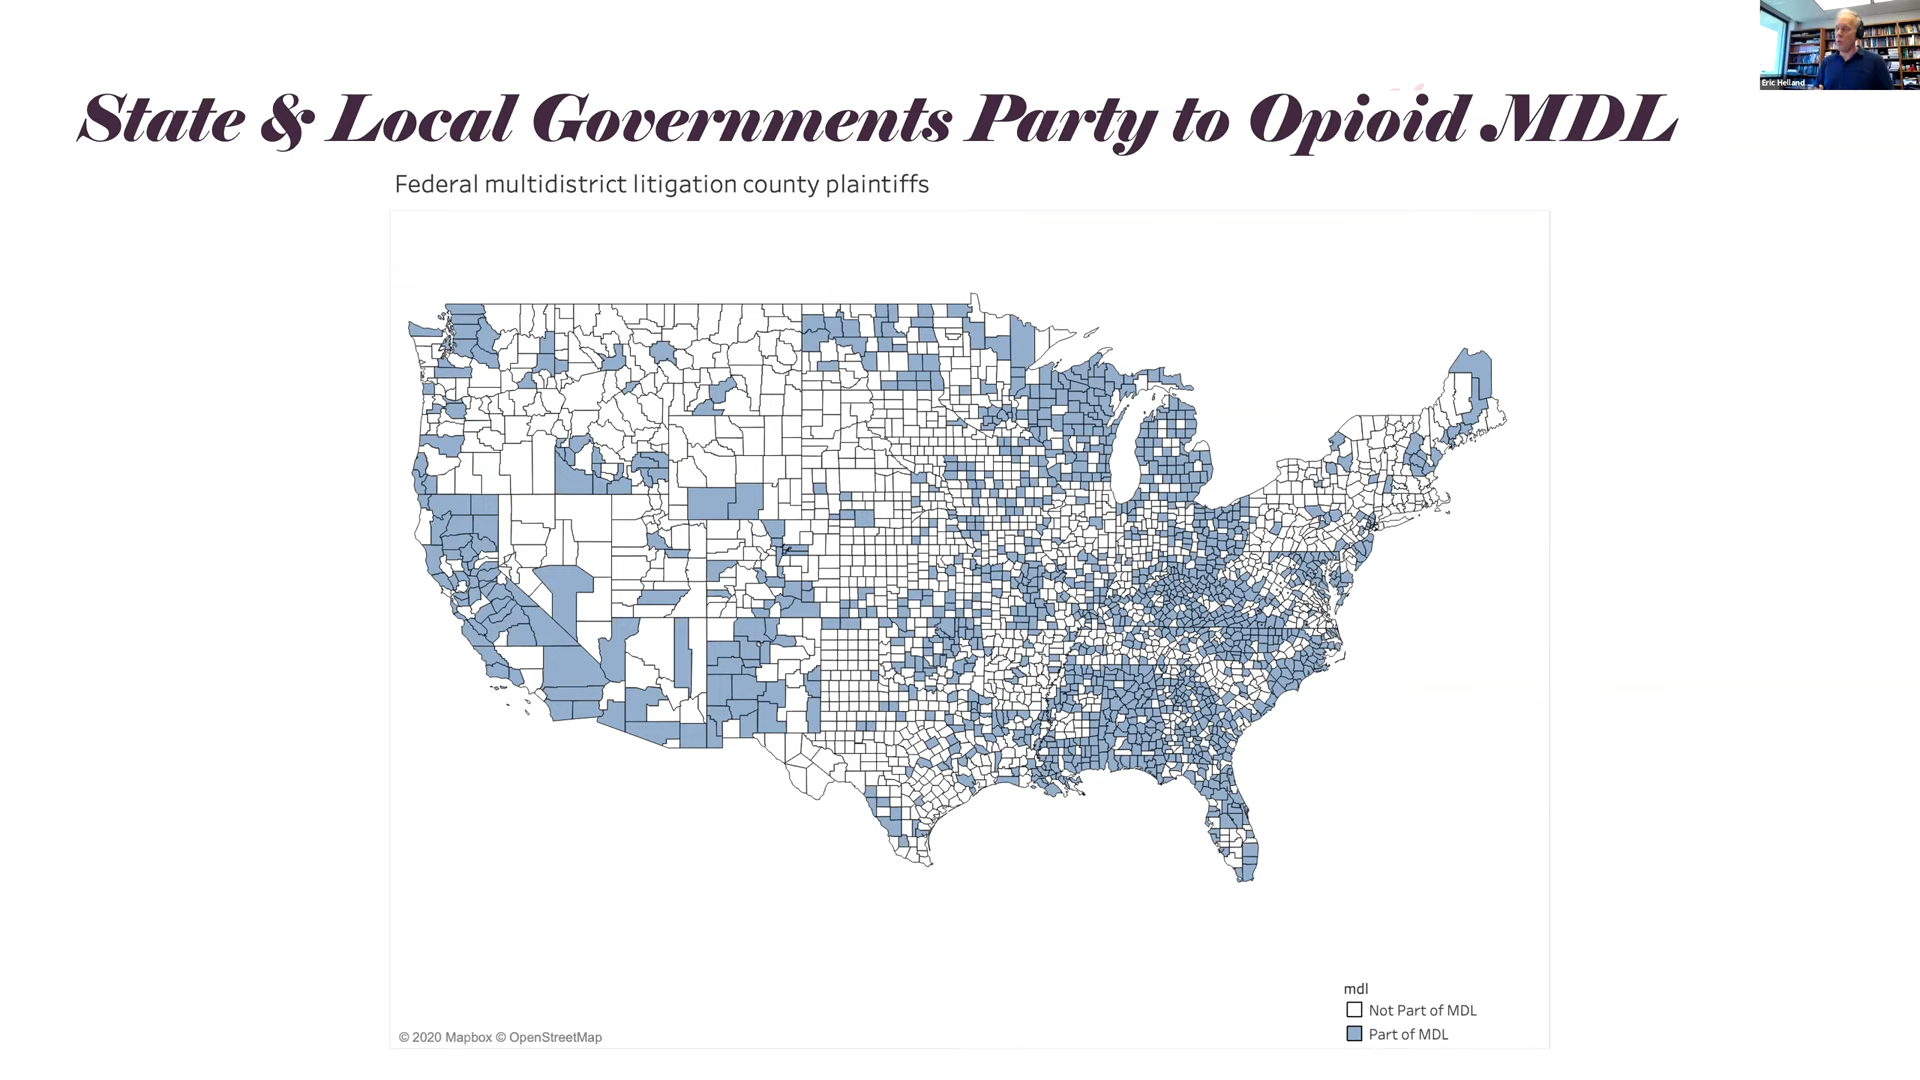 State & Local Governments Party to Opioid MDL
Eric Helland
Federal multidistrict litigation county plaintiffs
mdl
Not Part of MDL
Part of MDL
© 2020 Mapbox © OpenStreetMap